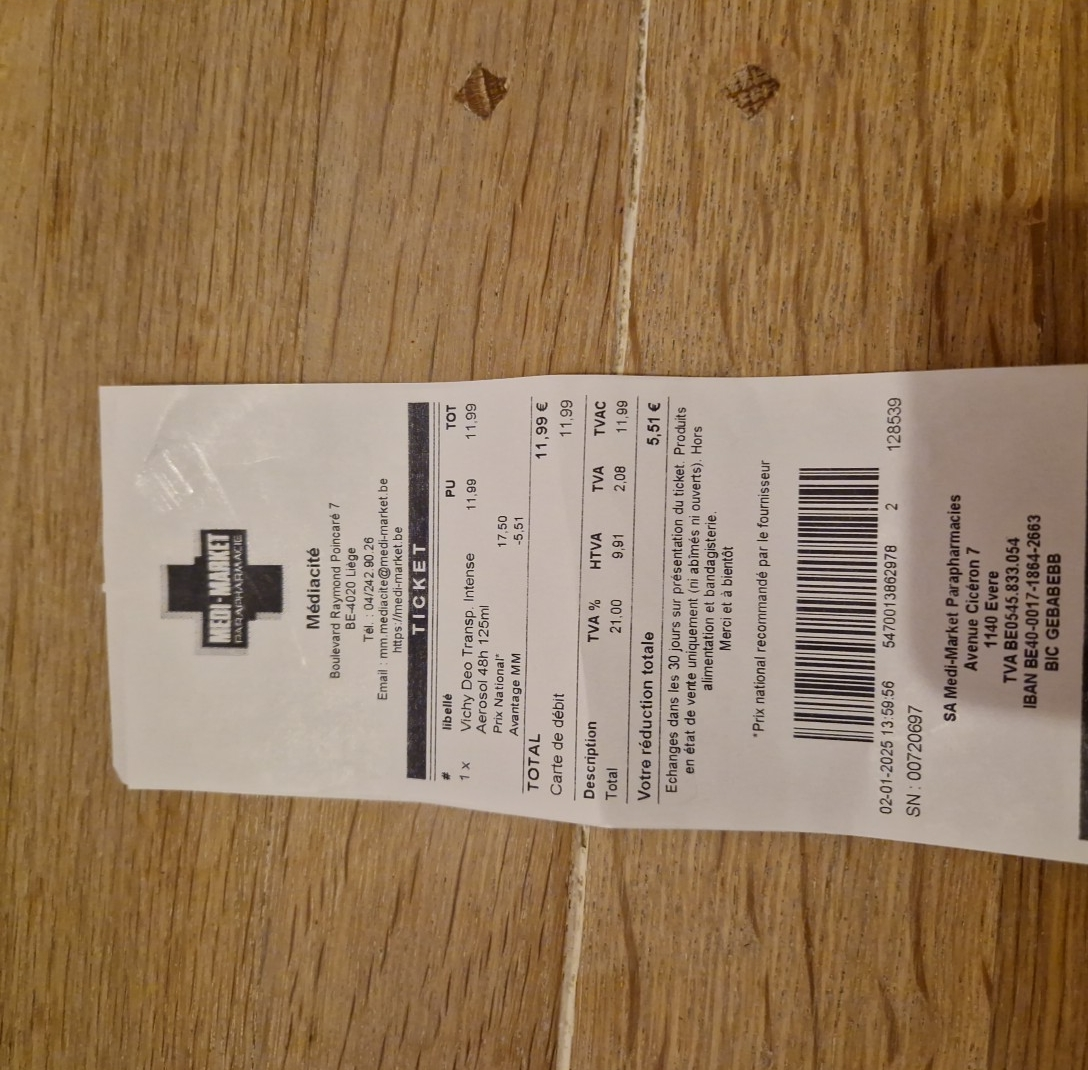 MEDI-MARKET
PARAPHARMACIE
Médiacité
Boulevard Raymond Poincaré 7
BE-4020 Liège
Tél. : 04/242.90.26
Email : mm.mediacite@medi-market.be
https://medi-market.be
TICKET
# libellé PU TOT
1 x Vichy Deo Transp. Intense 11,99 11,99
Aerosol 48h 125ml
Prix National* 17,50
Avantage MM -5,51
TOTAL 11,99 €
Carte de débit 11,99
Description TVA % HTVA TVA TVAC
Total 21,00 9,91 2,08 11,99
Votre réduction totale 5,51 €
Echanges dans les 30 jours sur présentation du ticket. Produits
en état de vente uniquement (ni abîmés ni ouverts). Hors
alimentation et bandagisterie.
Merci et à bientôt
*Prix national recommandé par le fournisseur
02-01-2025 13:59:56 5470013862978 2 128539
SN : 00720697
SA Medi-Market Parapharmacies
Avenue Cicéron 7
1140 Evere
TVA BE0545.833.054
IBAN BE40-0017-1864-2663
BIC GEBABEBB